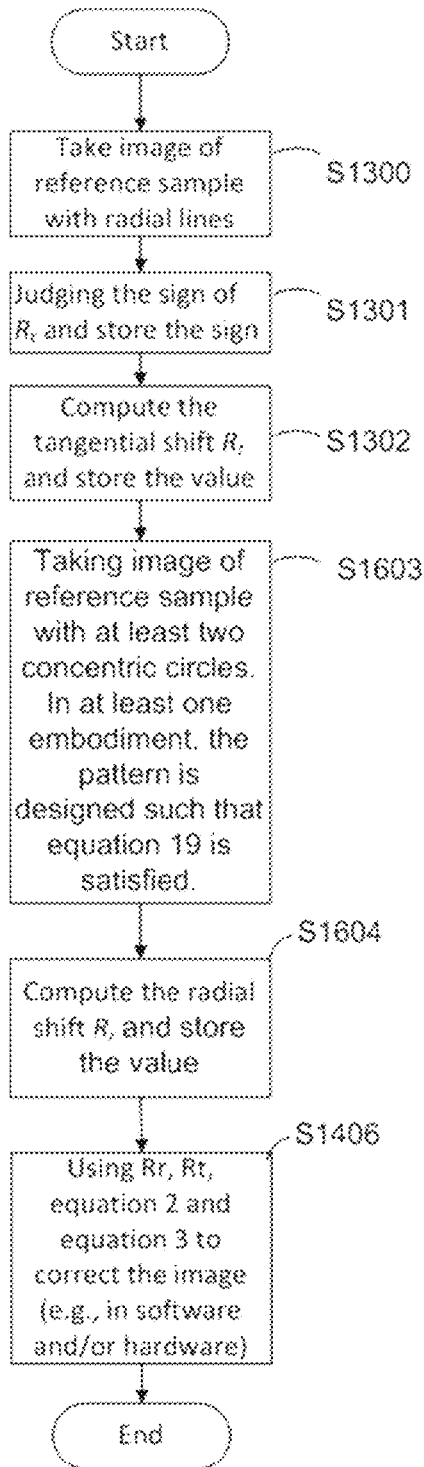 Start
Take image of
reference sample
with radial lines
S1300
Judging the sign of
Rt and store the sign
S1301
Compute the
tangential shift Rt
and store the value
S1302
Taking image of
reference sample
with at least two
concentric circles.
In at least one
embodiment, the
pattern is
designed such that
equation 19 is
satisfied.
S1603
S1604
Compute the radial
shift Rr and store
the value
S1406
Using Rr, Rt,
equation 2 and
equation 3 to
correct the image
(e.g., in software
and/or hardware)
End